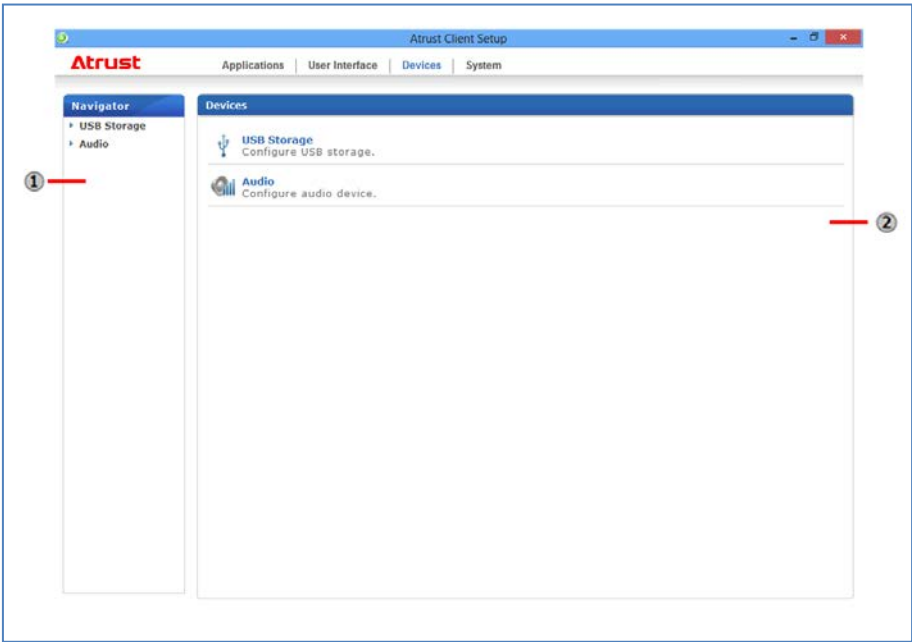 Atrust Client Setup
Atrust
Applications | User Interface | Devices | System
Navigator
USB Storage
Audio
Devices
USB Storage
Configure USB storage.
Audio
Configure audio device.
1
2